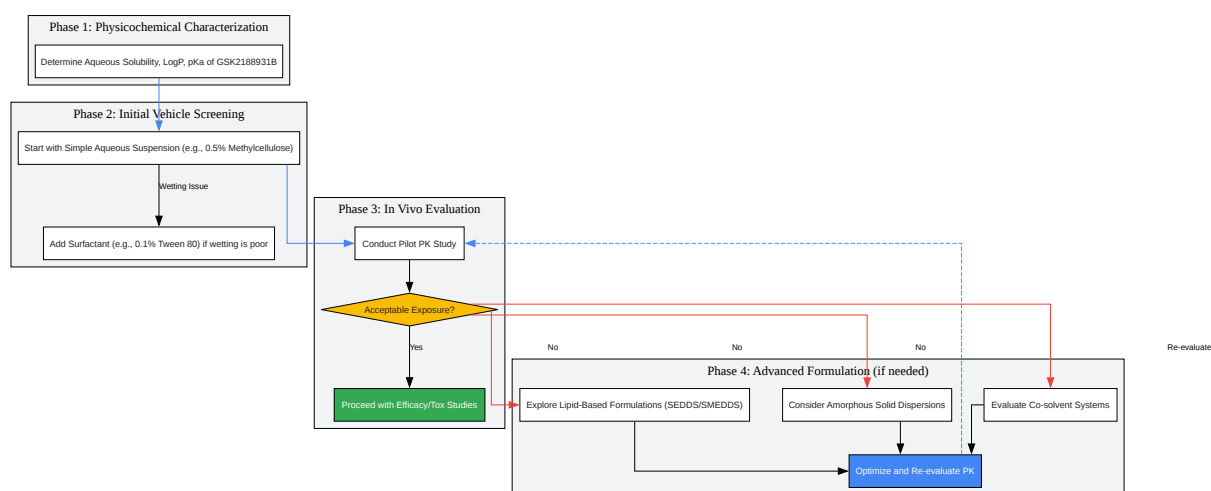 Phase 1: Physicochemical Characterization
Determine Aqueous Solubility, LogP, pKa of GSK2188931B
Phase 2: Initial Vehicle Screening
Start with Simple Aqueous Suspension (e.g., 0.5% Methylcellulose)
Wetting Issue
Add Surfactant (e.g., 0.1% Tween 80) if wetting is poor
Phase 3: In Vivo Evaluation
Conduct Pilot PK Study
Acceptable Exposure?
Yes
No
No
No
Re-evaluate
Proceed with Efficacy/Tox Studies
Phase 4: Advanced Formulation (if needed)
Explore Lipid-Based Formulations (SEDDS/SMEDDS)
Consider Amorphous Solid Dispersions
Evaluate Co-solvent Systems
Optimize and Re-evaluate PK